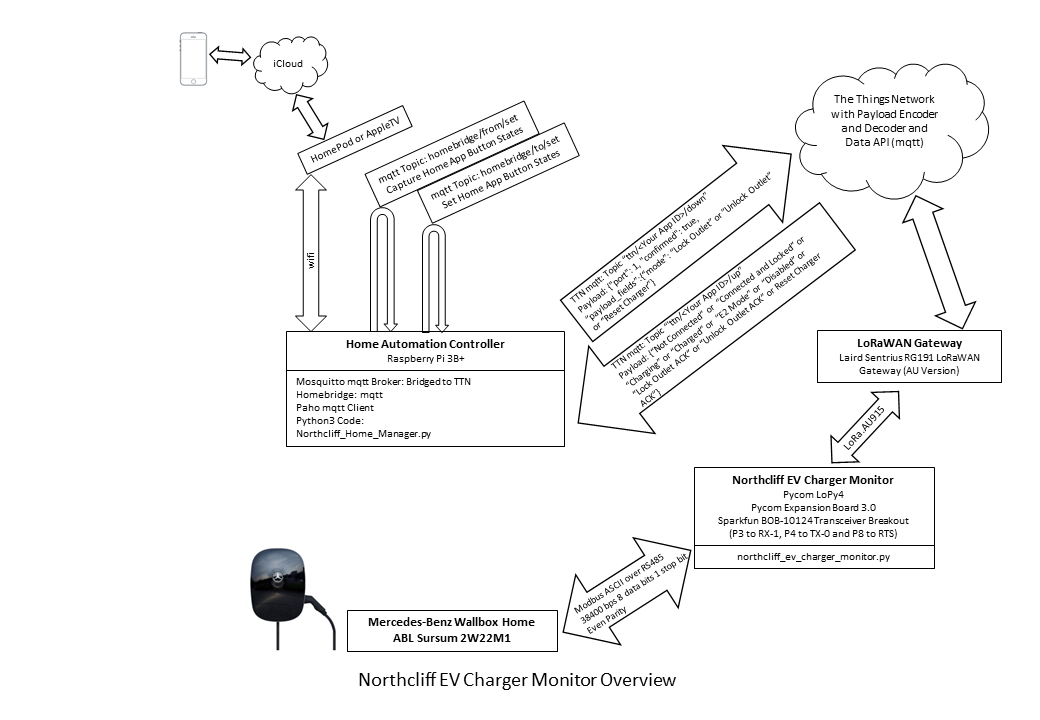 iCloud
HomePod or AppleTV
mqtt Topic: homebridge/from/set
Capture Home App Button States
mqtt Topic: homebridge/to/set
Set Home App Button States
wifi
The Things Network
with Payload Encoder
and Decoder and
Data API (mqtt)
TTN mqtt: Topic "ttn/<Your App ID>/down"
Payload: {"port": 1, "confirmed": true,
"payload_fields":{"mode": "Lock Outlet" or "Unlock Outlet"
or "Reset Charger"}
TTN mqtt: Topic "ttn/<Your App ID>/up"
Payload: {"Not Connected" or "Connected and Locked" or
"Charging" or "Charged" or "E2 Mode" or "Disabled" or
"Lock Outlet ACK" or "Unlock Outlet ACK" or Reset Charger
ACK"}
Home Automation Controller
Raspberry Pi 3B+
Mosquitto mqtt Broker: Bridged to TTN
Homebridge: mqtt
Paho mqtt Client
Python3 Code:
Northcliff_Home_Manager.py
LoRaWAN Gateway
Laird Sentrius RG191 LoRaWAN
Gateway (AU Version)
LoRa.AU915
Northcliff EV Charger Monitor
Pycom LoPy4
Pycom Expansion Board 3.0
Sparkfun BOB-10124 Transceiver Breakout
(P3 to RX-1, P4 to TX-0 and P8 to RTS)
northcliff_ev_charger_monitor.py
Modbus ASCII over RS485
38400 bps 8 data bits 1 stop bit
Even Parity
Mercedes-Benz Wallbox Home
ABL Sursum 2W22M1
Northcliff EV Charger Monitor Overview